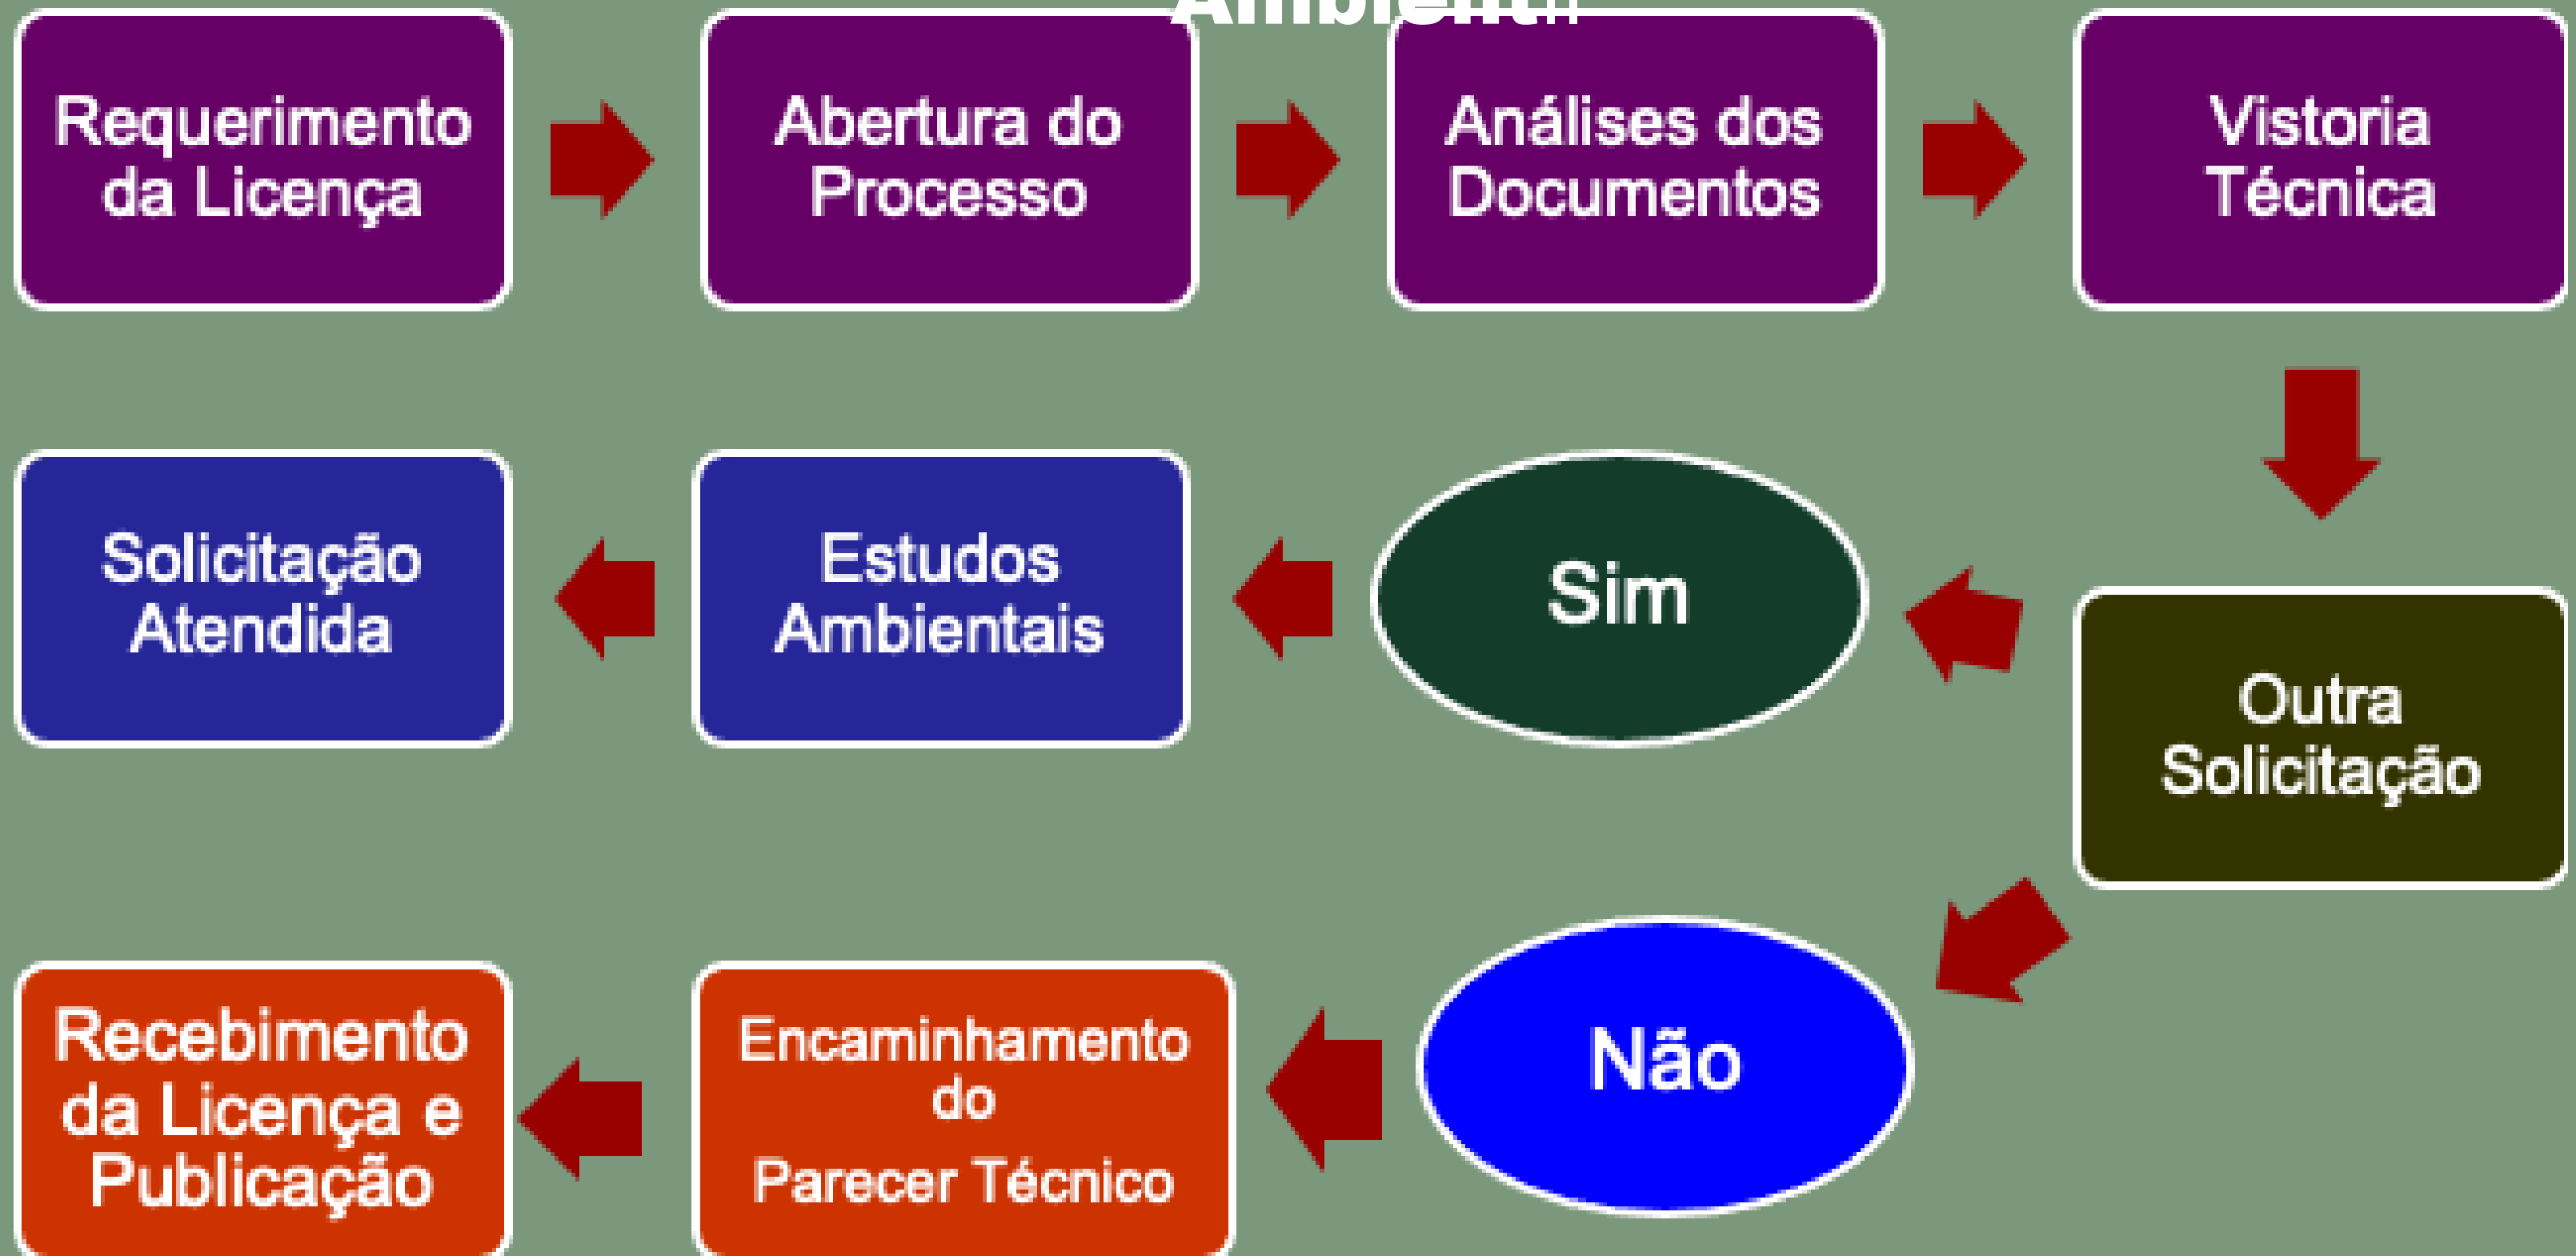 Requerimento
da Licença
Abertura do
Processo
Análises dos
Documentos
Vistoria
Técnica
Solicitação
Atendida
Estudos
Ambientais
Sim
Outra
Solicitação
Recebimento
da Licença e
Publicação
Encaminhamento
do
Parecer Técnico
Não